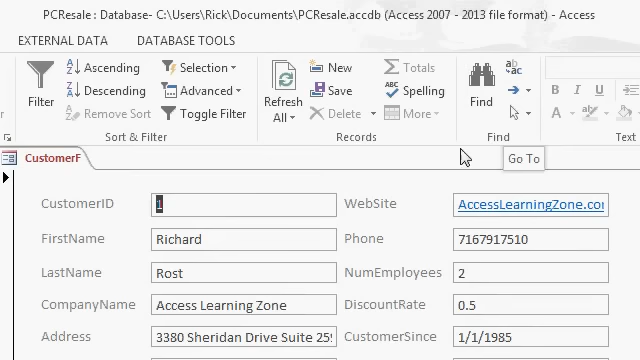 PCResale : Database- C:\Users\Rick\Documents\PCResale.accdb (Access 2007 - 2013 file format) - Access
EXTERNAL DATA DATABASE TOOLS
Filter
Ascending
Descending
Remove Sort
Selection
Advanced
Toggle Filter
Sort & Filter
Refresh
All
New
Save
Delete
Totals
Spelling
More
Records
Find
ab
ac
Find
B I U
A
Text
CustomerF
Go To
CustomerID 1 WebSite AccessLearningZone.co
FirstName Richard Phone 7167917510
LastName Rost NumEmployees 2
CompanyName Access Learning Zone DiscountRate 0.5
Address 3380 Sheridan Drive Suite 25 CustomerSince 1/1/1985